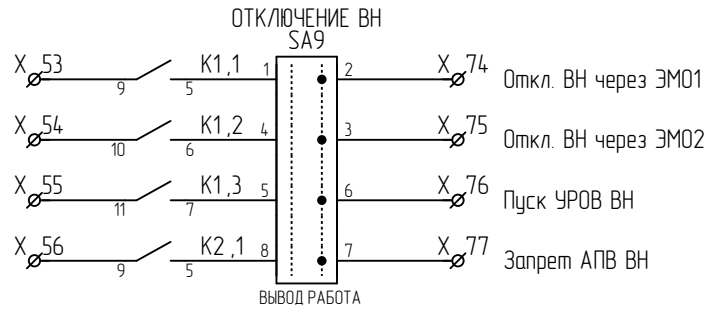 ОТКЛЮЧЕНИЕ ВН
SA9
X 53 9 5 K1,1 1 2 X 74 Откл. ВН через ЭМО1
X 54 10 6 K1,2 4 3 X 75 Откл. ВН через ЭМО2
X 55 11 7 K1,3 5 6 X 76 Пуск УРОВ ВН
X 56 9 5 K2,1 8 7 X 77 Запрет АПВ ВН
ВЫВОД РАБОТА